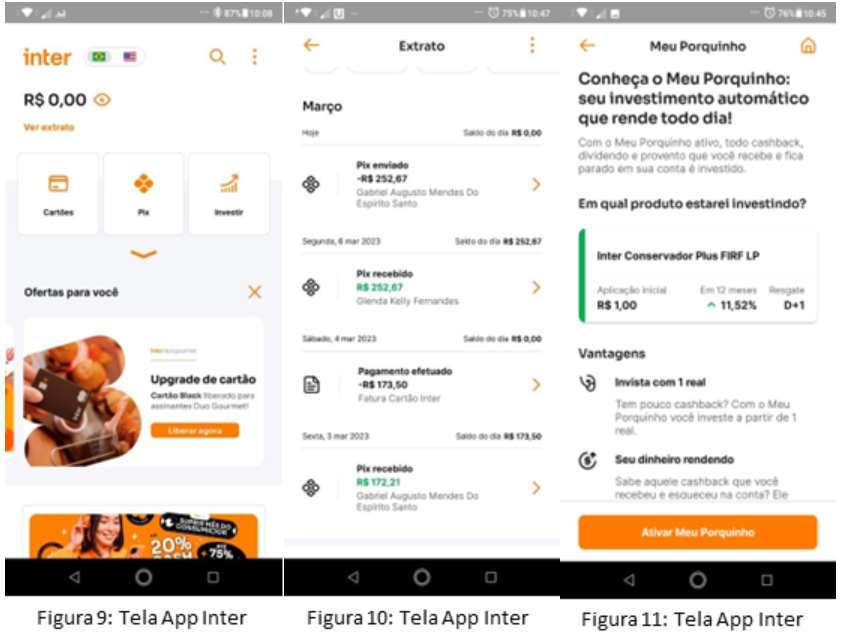 87% 10:08
inter
R$ 0,00
Ver extrato
Cartões
Pix
Investir
Ofertas para você
Upgrade de cartão
Cartão Black liberado para
assinantes Duo Gourmet!
Liberar agora
SUPER MÊS DO
CONSUMIDOR
20%
75%
Figura 9: Tela App Inter
75% 10:47
Extrato
Março
Hoje
Saldo do dia R$ 0,00
Pix enviado
-R$ 252,67
Gabriel Augusto Mendes Do
Espírito Santo
Segunda, 6 mar 2023
Saldo do dia R$ 252,67
Pix recebido
R$ 252,67
Glenda Kelly Fernandes
Sábado, 4 mar 2023
Saldo do dia R$ 0,00
Pagamento efetuado
-R$ 173,50
Fatura Cartão Inter
Sexta, 3 mar 2023
Saldo do dia R$ 173,50
Pix recebido
R$ 172,21
Gabriel Augusto Mendes Do
Espírito Santo
Figura 10: Tela App Inter
76% 10:45
Meu Porquinho
Conheça o Meu Porquinho:
seu investimento automático
que rende todo dia!
Com o Meu Porquinho ativo, todo cashback,
dividendo e provento que você recebe e fica
parado em sua conta é investido.
Em qual produto estarei investindo?
Inter Conservador Plus FIRF LP
Aplicação inicial
R$ 1,00
Em 12 meses
11,52%
Resgate
D+1
Vantagens
Invista com 1 real
Tem pouco cashback? Com o Meu
Porquinho você investe a partir de 1
real.
Seu dinheiro rendendo
Sabe aquele cashback que você
recebeu e esqueceu na conta? Ele
Ativar Meu Porquinho
Figura 11: Tela App Inter